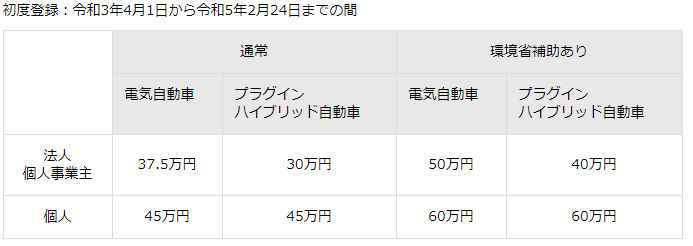 初度登録：令和3年4月1日から令和5年2月24日までの間
通常 環境省補助あり
電気自動車 プラグイン
ハイブリッド自動車 電気自動車 プラグイン
ハイブリッド自動車
法人
個人事業主 37.5万円 30万円 50万円 40万円
個人 45万円 45万円 60万円 60万円